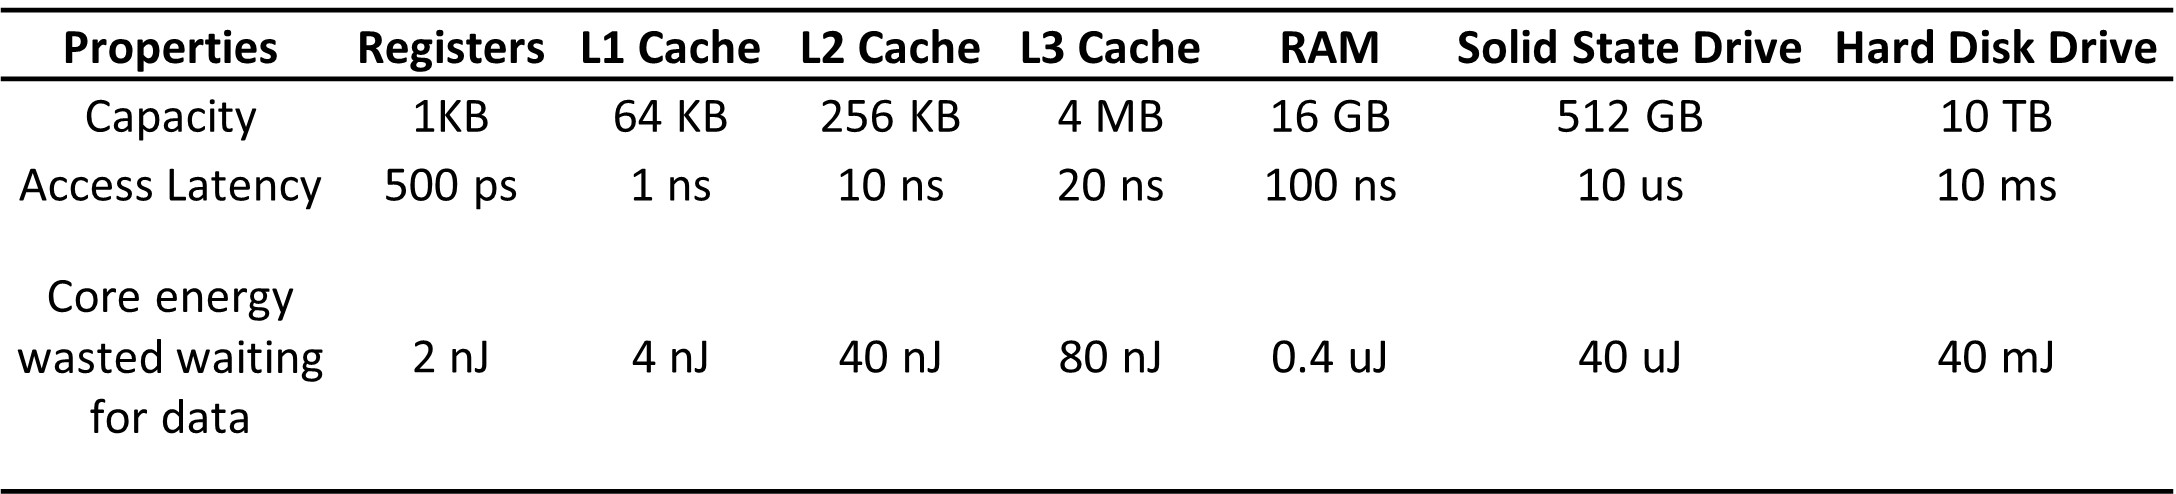 Properties Registers L1 Cache L2 Cache L3 Cache RAM Solid State Drive Hard Disk Drive
Capacity 1KB 64 KB 256 KB 4 MB 16 GB 512 GB 10 TB
Access Latency 500 ps 1 ns 10 ns 20 ns 100 ns 10 us 10 ms
Core energy
wasted waiting 2 nJ 4 nJ 40 nJ 80 nJ 0.4 uJ 40 uJ 40 mJ
for data